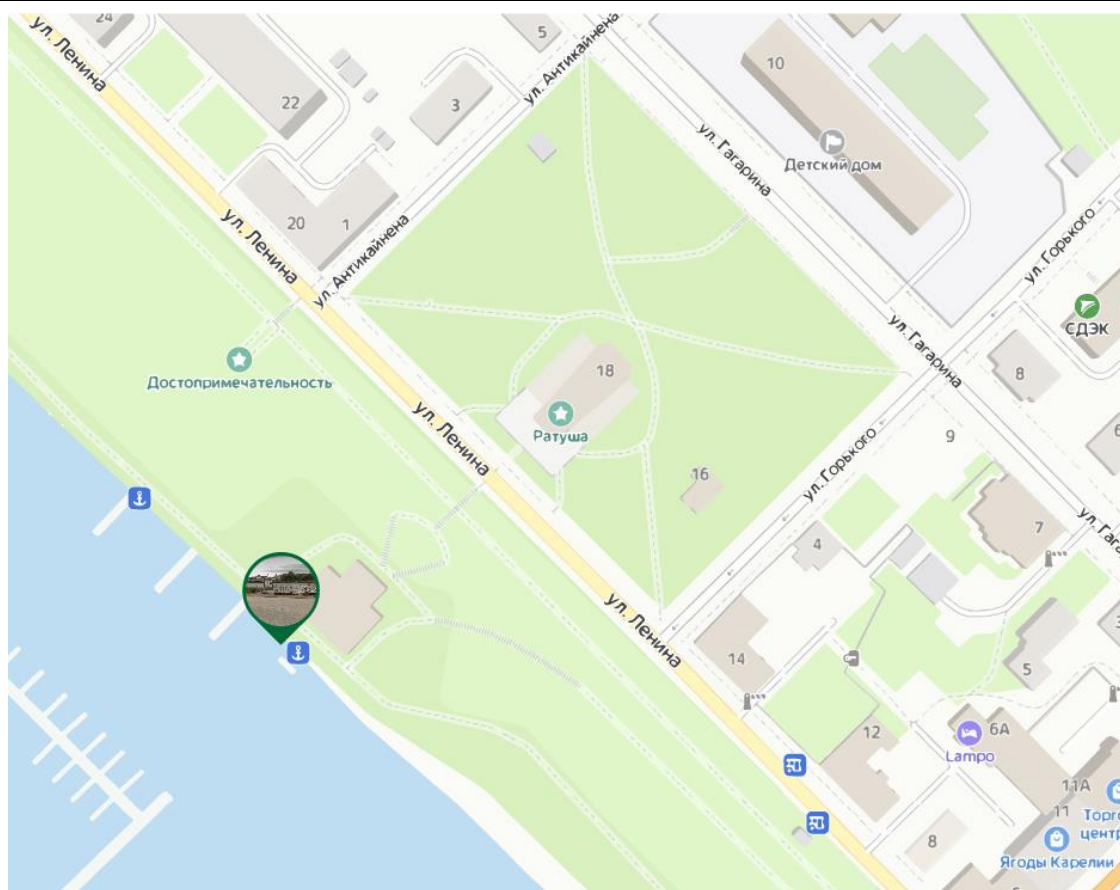 24
ул. Ленина
5
ул. Антикайнена
10
22
3
ул. Гагарина
Детский дом
20
1
ул. Ленина
ул. Антикайнена
ул. Горького
СДЭК
ул. Гагарина
8
Достопримечательность
18
Ратуша
ул. Ленина
9
ул. Горького
16
7
4
ул. Ленина
14
5
12
6А
Lampo
11А
11
8
Ягоды Карелии